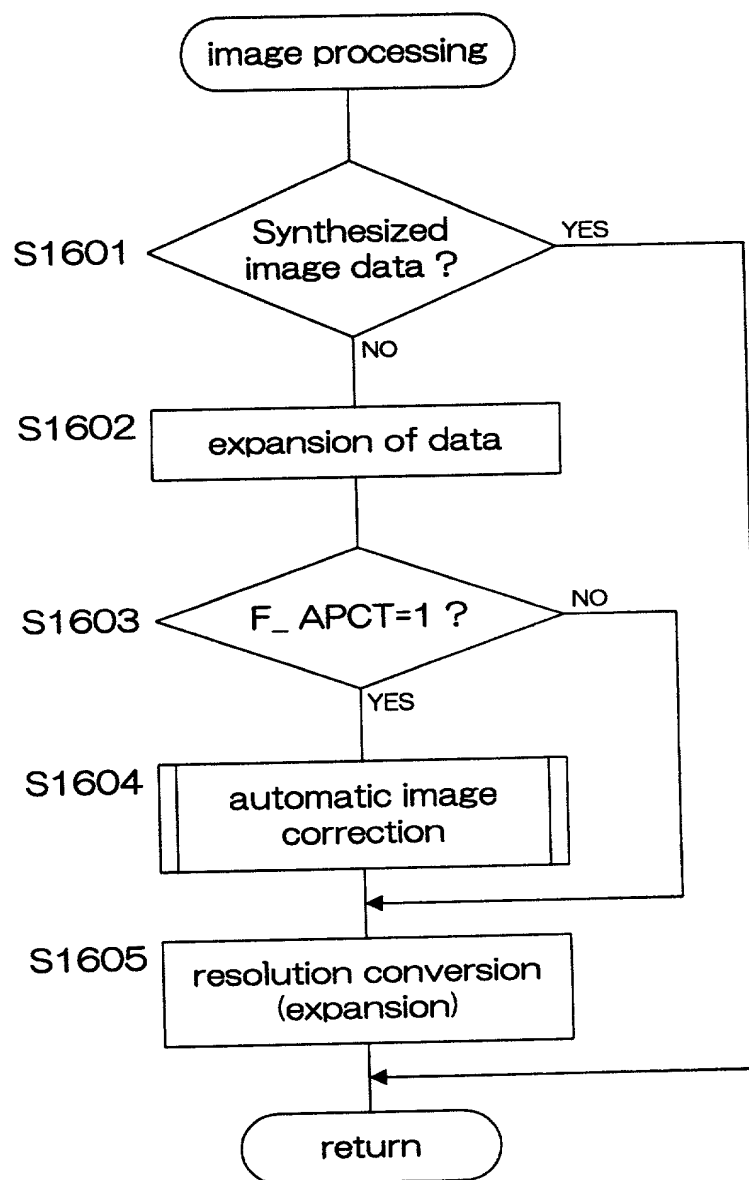 image processing
S1601
Synthesized
image data ?
YES
NO
S1602
expansion of data
S1603
F_ APCT=1 ?
NO
YES
S1604
automatic image
correction
S1605
resolution conversion
(expansion)
return